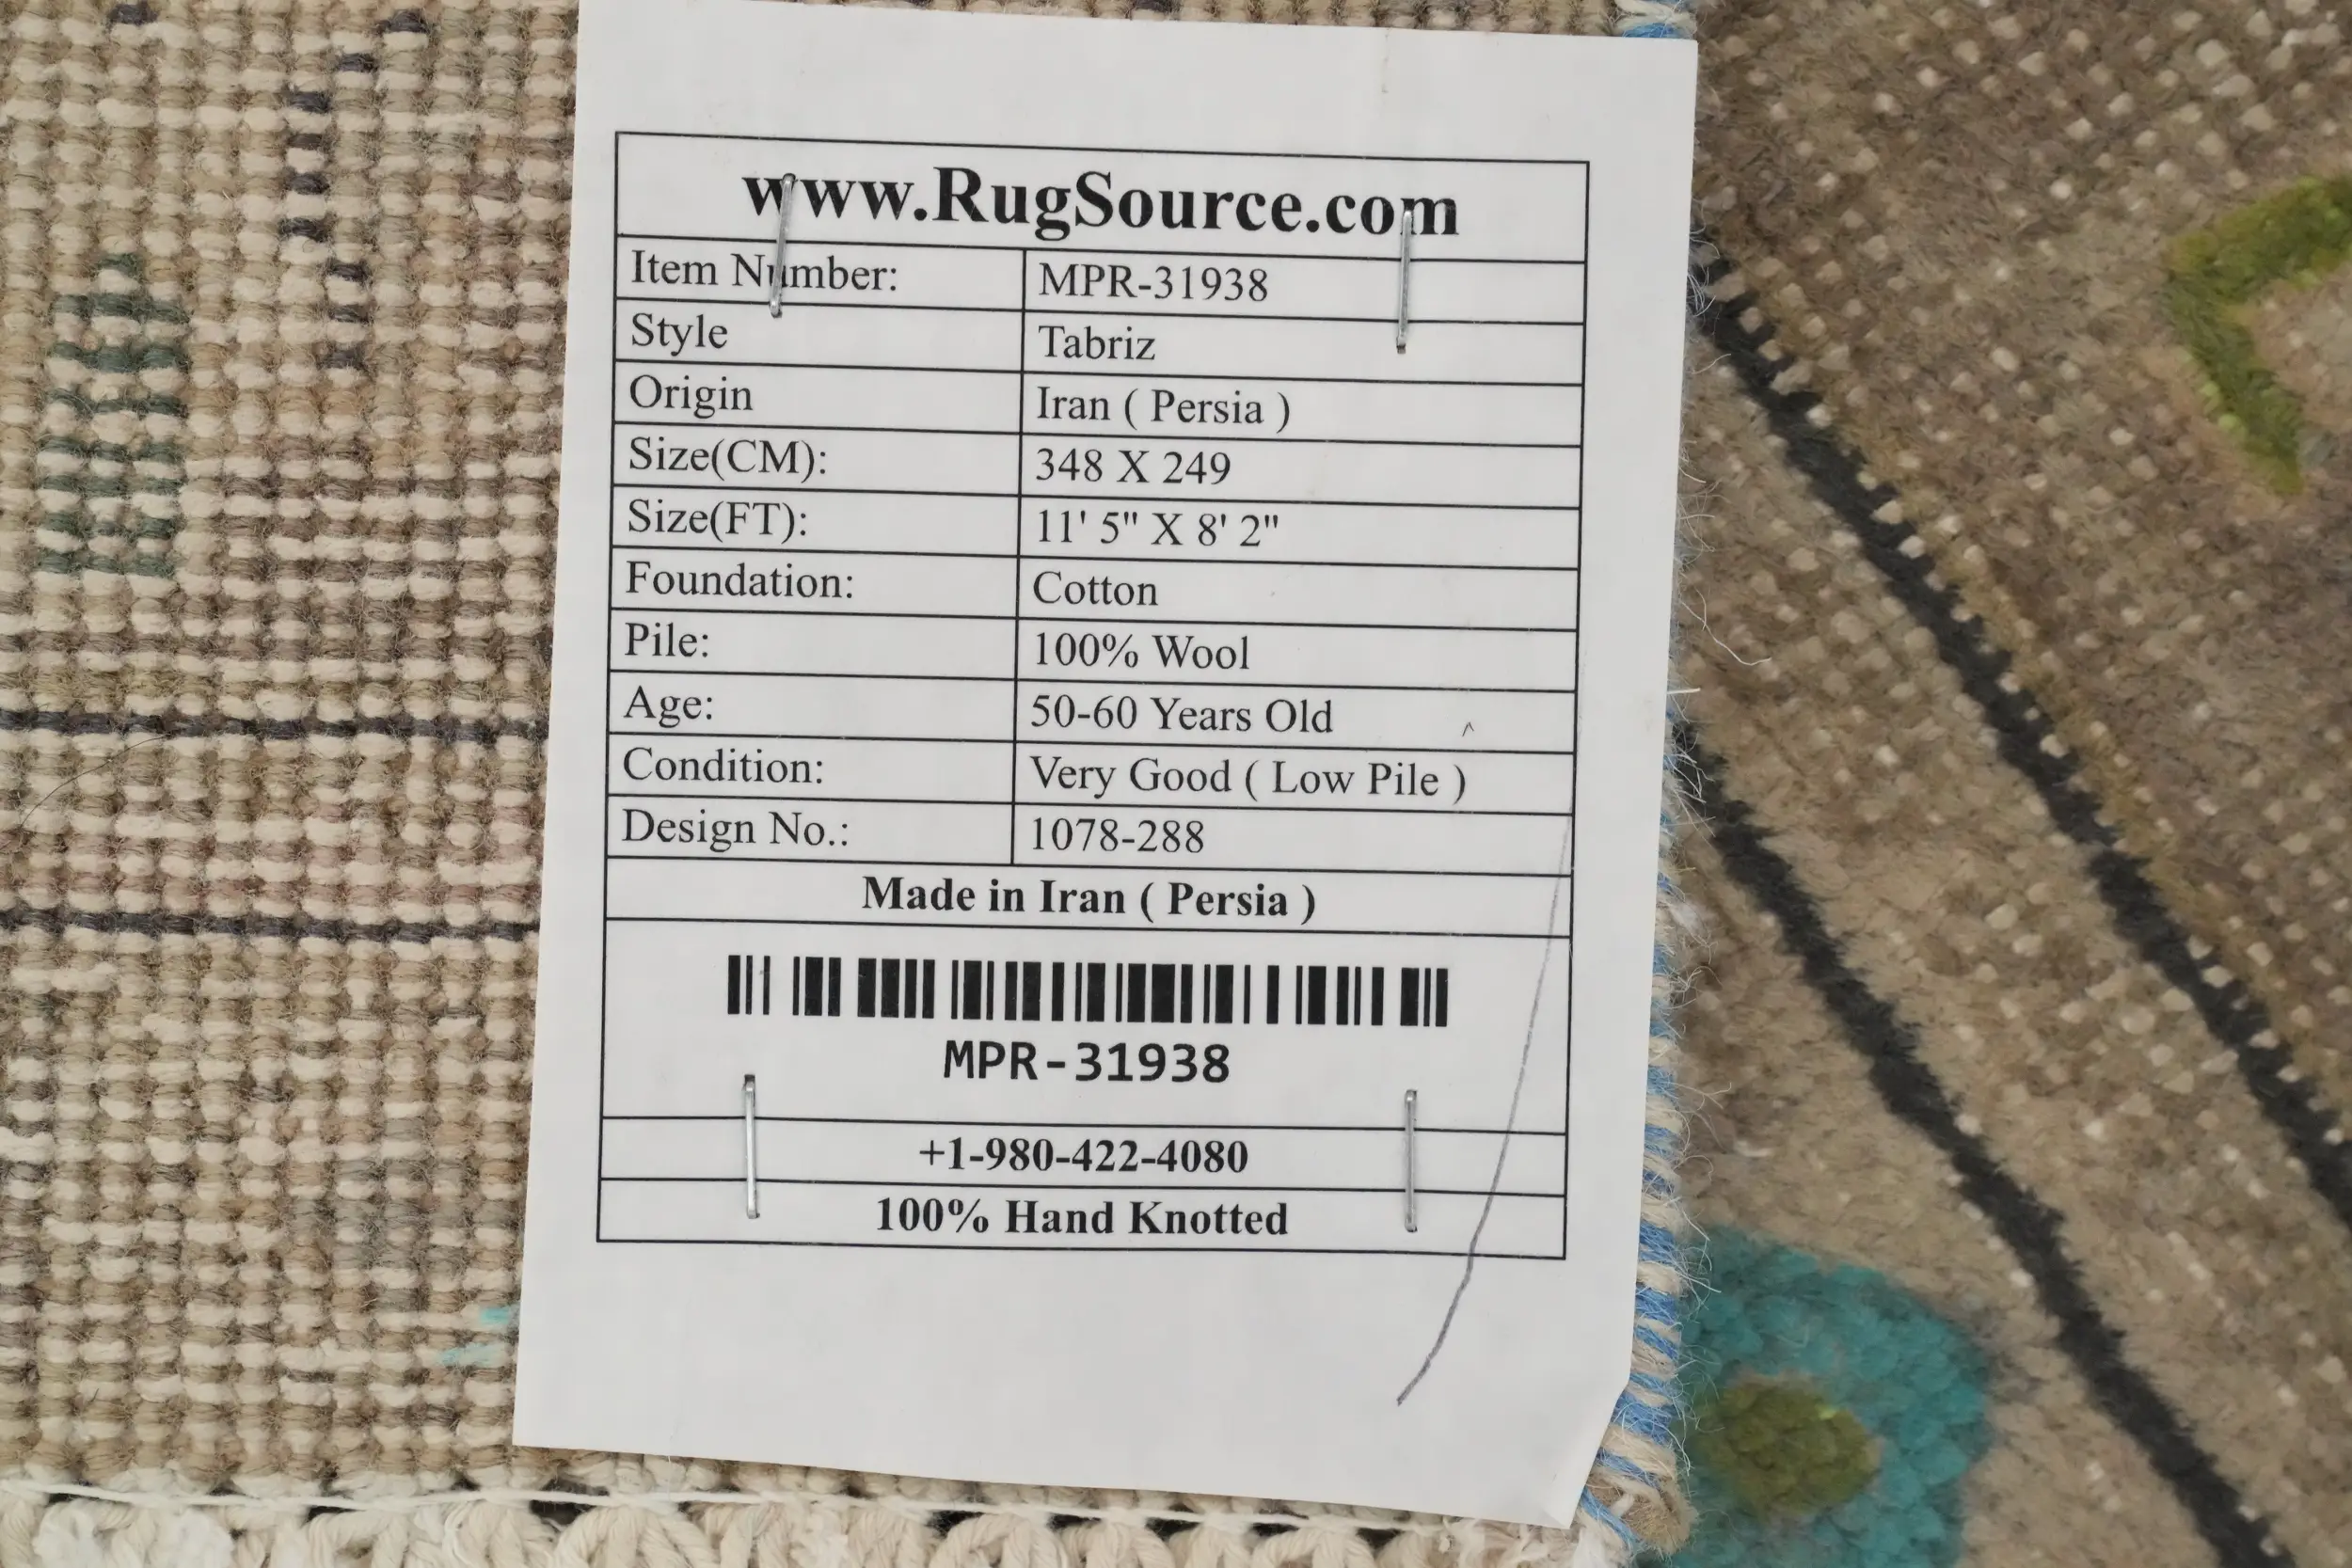 www.RugSource.com
Item Number: MPR-31938
Style Tabriz
Origin Iran ( Persia )
Size(CM): 348 X 249
Size(FT): 11' 5" X 8' 2"
Foundation: Cotton
Pile: 100% Wool
Age: 50-60 Years Old
Condition: Very Good ( Low Pile )
Design No.: 1078-288
Made in Iran ( Persia )
MPR-31938
+1-980-422-4080
100% Hand Knotted